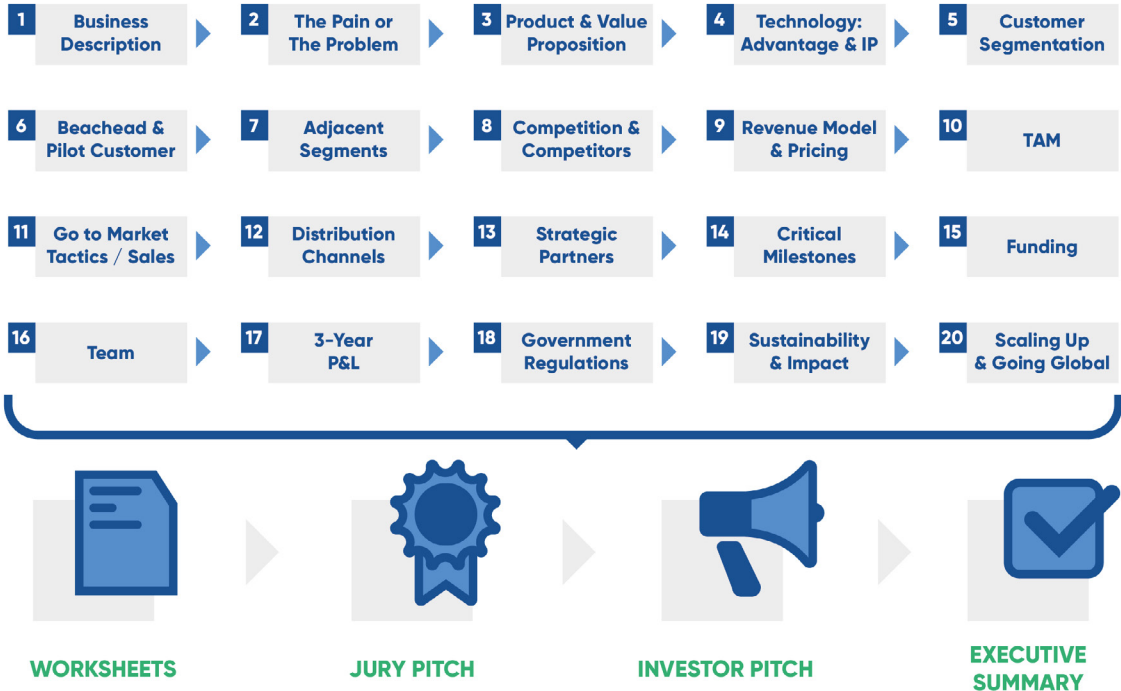 1 Business
Description
2 The Pain or
The Problem
3 Product & Value
Proposition
4 Technology:
Advantage & IP
5 Customer
Segmentation
6 Beachead &
Pilot Customer
7 Adjacent
Segments
8 Competition &
Competitors
9 Revenue Model
& Pricing
10 TAM
11 Go to Market
Tactics / Sales
12 Distribution
Channels
13 Strategic
Partners
14 Critical
Milestones
15 Funding
16 Team
17 3-Year
P&L
18 Government
Regulations
19 Sustainability
& Impact
20 Scaling Up
& Going Global
WORKSHEETS
JURY PITCH
INVESTOR PITCH
EXECUTIVE
SUMMARY